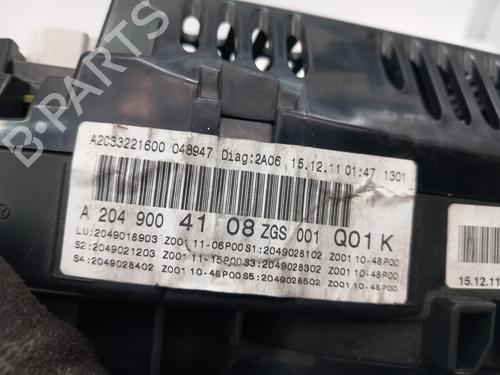 B-PARTS
A2C33221600 048947 Diag:2A06 15.12.11 01:47 1301
A 204 900 41 08 ZGS 001 Q01 K
LU:2049018903 Z001 11-06P00 S1:2049028102 Z001 10-48P00
S2:2049021203 Z001 11-15P00 S3:2049028302 Z001 10-48P00
S4:2049028402 Z001 10-48P00 S5:2049028502 Z001 10-48P00
15.12.11